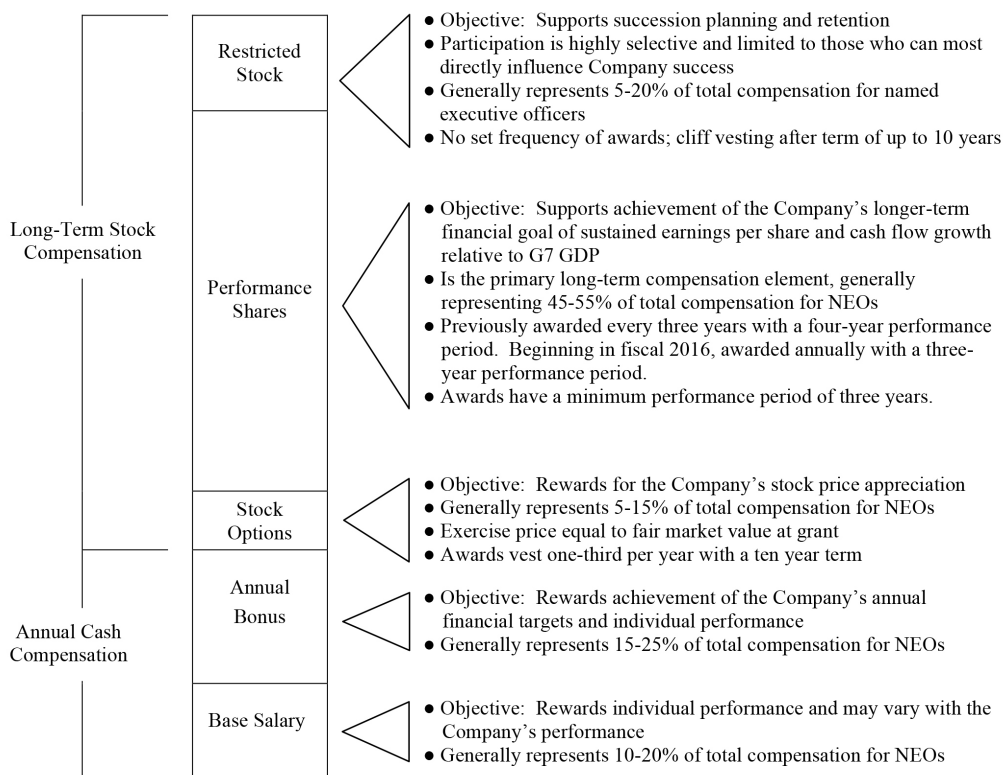 Long-Term Stock
Compensation
Restricted
Stock
● Objective:  Supports succession planning and retention
● Participation is highly selective and limited to those who can most
directly influence Company success
● Generally represents 5-20% of total compensation for named
executive officers
● No set frequency of awards; cliff vesting after term of up to 10 years
Performance
Shares
● Objective:  Supports achievement of the Company’s longer-term
financial goal of sustained earnings per share and cash flow growth
relative to G7 GDP
● Is the primary long-term compensation element, generally
representing 45-55% of total compensation for NEOs
● Previously awarded every three years with a four-year performance
period.  Beginning in fiscal 2016, awarded annually with a three-
year performance period.
● Awards have a minimum performance period of three years.
Stock
Options
● Objective:  Rewards for the Company’s stock price appreciation
● Generally represents 5-15% of total compensation for NEOs
● Exercise price equal to fair market value at grant
● Awards vest one-third per year with a ten year term
Annual Cash
Compensation
Annual
Bonus
● Objective:  Rewards achievement of the Company’s annual
financial targets and individual performance
● Generally represents 15-25% of total compensation for NEOs
Base Salary
● Objective:  Rewards individual performance and may vary with the
Company’s performance
● Generally represents 10-20% of total compensation for NEOs